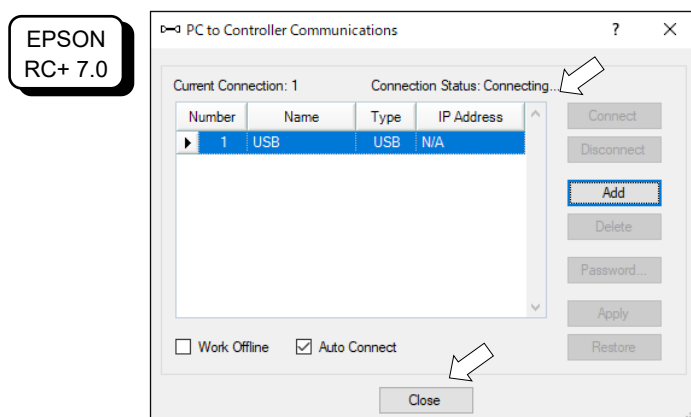 EPSON
RC+ 7.0
PC to Controller Communications
Current Connection: 1 Connection Status: Connecting...
Number Name Type IP Address
1 USB USB N/A
Connect
Disconnect
Add
Delete
Password...
Apply
Restore
Work Offline Auto Connect
Close